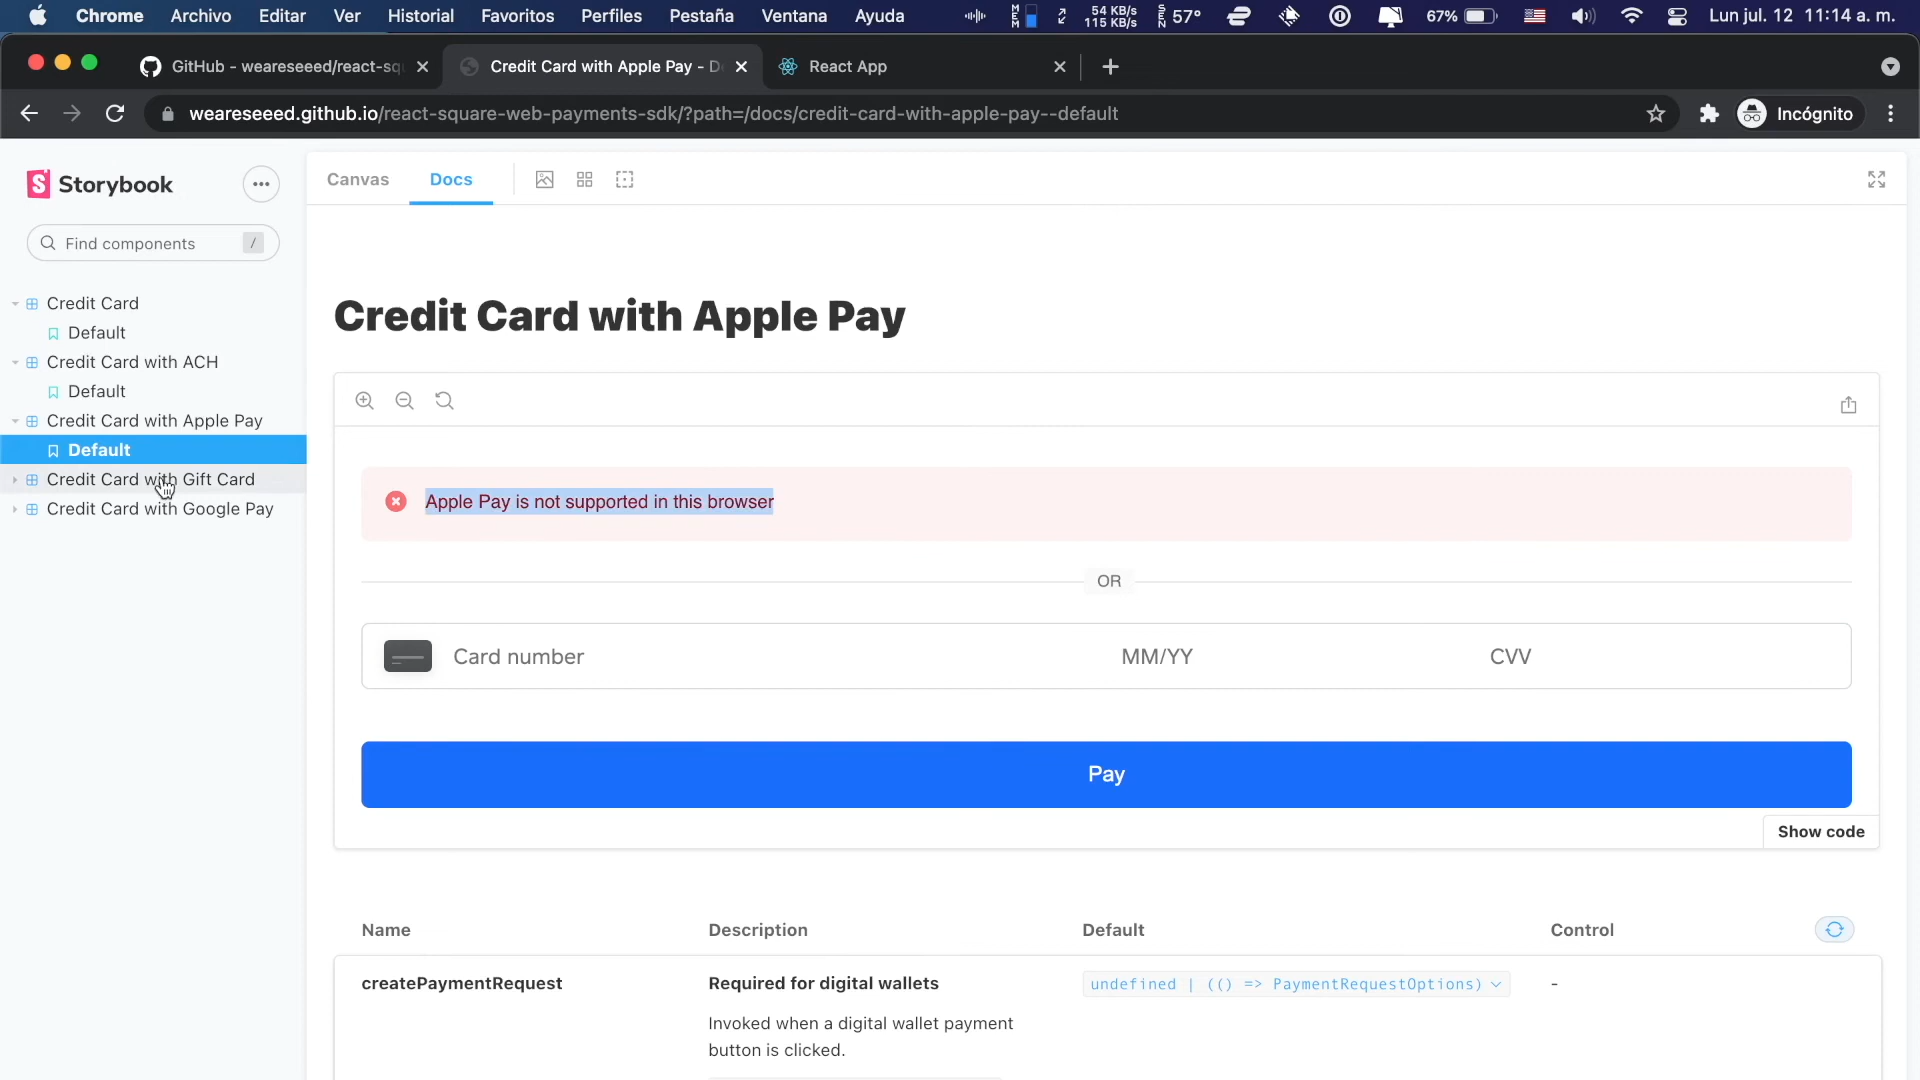 Chrome Archivo Editar Ver Historial Favoritos Perfiles Pestaña Ventana Ayuda MEM 54 KB/s 115 KB/s SEN 57° 67% Lun jul. 12 11:14 a. m.
GitHub - weareseeed/react-squ Credit Card with Apple Pay - De React App
weareseeed.github.io/react-square-web-payments-sdk/?path=/docs/credit-card-with-apple-pay--default Incógnito
Storybook
Canvas Docs
Find components /
Credit Card
Default
Credit Card with ACH
Default
Credit Card with Apple Pay
Default
Credit Card with Gift Card
Credit Card with Google Pay
Credit Card with Apple Pay
Apple Pay is not supported in this browser
OR
Card number MM/YY CVV
Pay
Show code
Name Description Default Control
createPaymentRequest Required for digital wallets undefined | (() => PaymentRequestOptions) -
Invoked when a digital wallet payment
button is clicked.